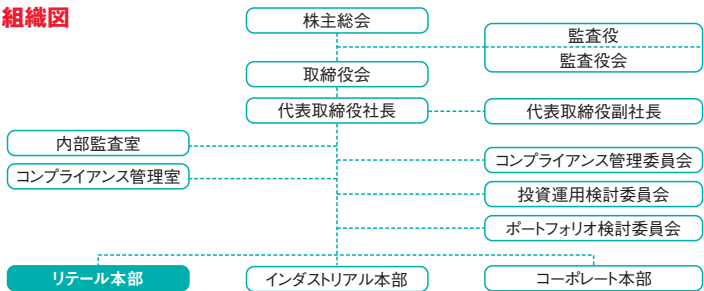 組織図
株主総会
監査役
監査役会
取締役会
代表取締役社長
代表取締役副社長
内部監査室
コンプライアンス管理室
コンプライアンス管理委員会
投資運用検討委員会
ポートフォリオ検討委員会
リテール本部
インダストリアル本部
コーポレート本部